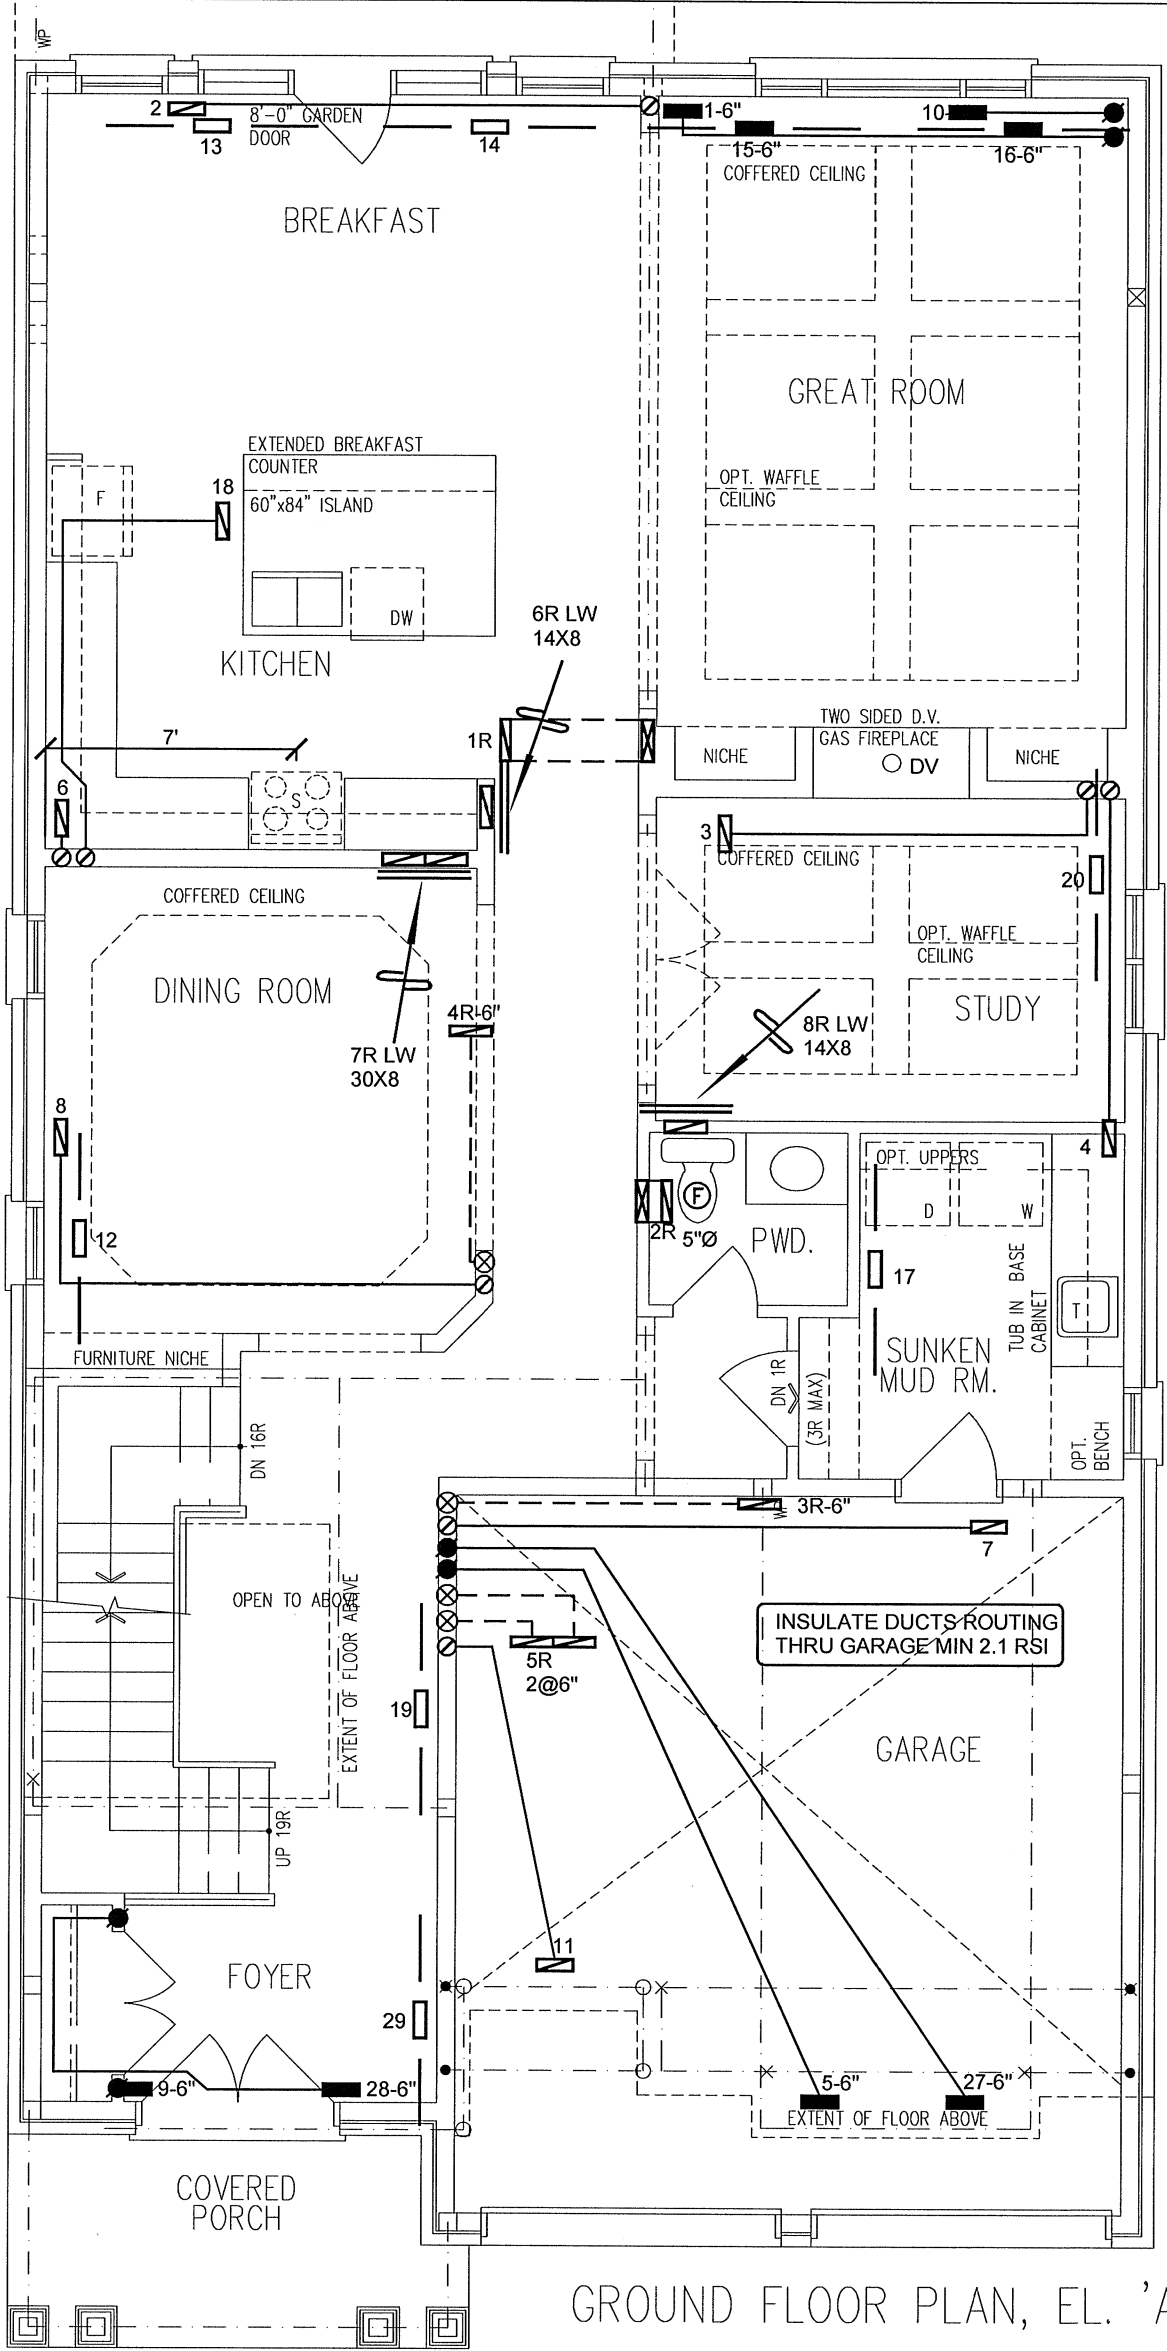 WP
2
8'-0" GARDEN
DOOR
13
14
1-6"
10
15-6"
16-6"
COFFERED CEILING
BREAKFAST
GREAT ROOM
EXTENDED BREAKFAST
COUNTER
60"x84" ISLAND
OPT. WAFFLE
CEILING
18
F
DW
6R LW
14X8
KITCHEN
7'
1R
TWO SIDED D.V.
GAS FIREPLACE
NICHE
DV
NICHE
6
S
3
COFFERED CEILING
20
COFFERED CEILING
OPT. WAFFLE
CEILING
DINING ROOM
STUDY
4R-6"
7R LW
30X8
8R LW
14X8
8
4
OPT. UPPERS
D
W
F
2R
5"Ø
PWD.
12
17
TUB IN BASE
CABINET
T
FURNITURE NICHE
SUNKEN
MUD RM.
DN 1R
(3R MAX)
OPT.
BENCH
DN 16R
3R-6"
7
OPEN TO ABOVE
EXTENT OF FLOOR ABOVE
INSULATE DUCTS ROUTING
THRU GARAGE MIN 2.1 RSI
5R
2@6"
19
GARAGE
UP 19R
11
FOYER
29
9-6"
28-6"
5-6"
27-6"
EXTENT OF FLOOR ABOVE
COVERED
PORCH
GROUND FLOOR PLAN, EL. 'A